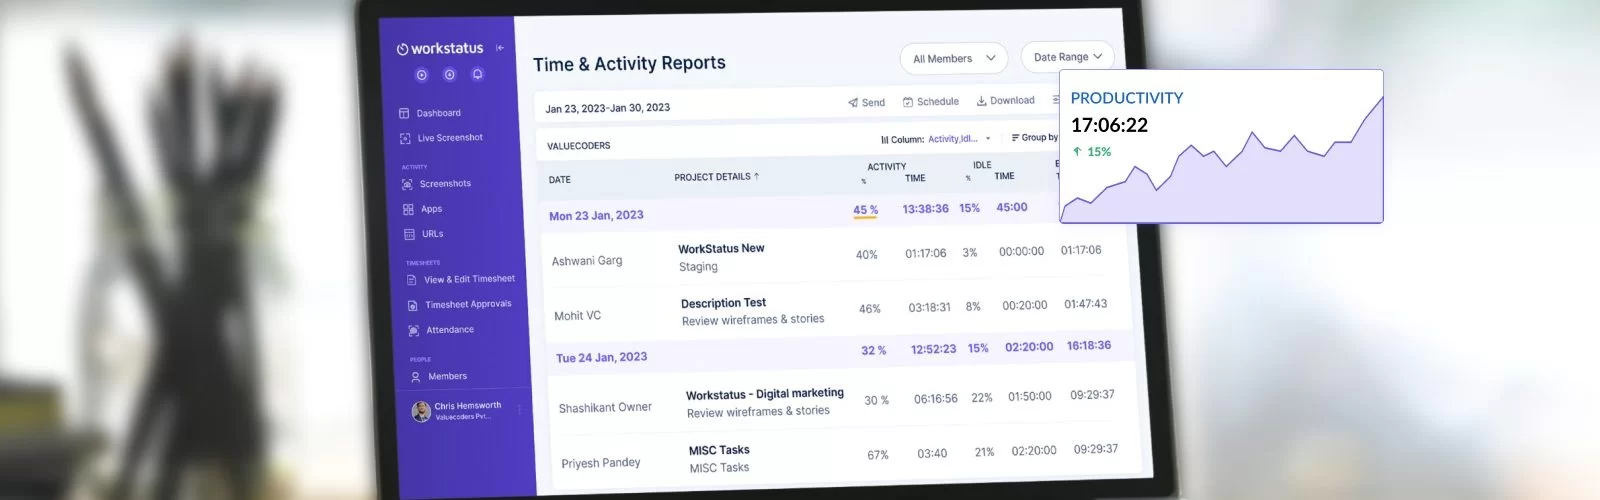 workstatus
Dashboard
Live Screenshot
ACTIVITY
Screenshots
Apps
URLs
TIMESHEETS
View & Edit Timesheet
Timesheet Approvals
Attendance
PEOPLE
Members
Chris Hemsworth
Valuecoders Pvt...
Time & Activity Reports
All Members
Date Range
Jan 23, 2023-Jan 30, 2023
Send Schedule Download
VALUECODERS
Column: Activity,Idl...
Group by
DATE PROJECT DETAILS ↑ ACTIVITY IDLE
% TIME % TIME
Mon 23 Jan, 2023 45 % 13:38:36 15% 45:00
Ashwani Garg WorkStatus New 40% 01:17:06 3% 00:00:00 01:17:06
Staging
Mohit VC Description Test 46% 03:18:31 8% 00:20:00 01:47:43
Review wireframes & stories
Tue 24 Jan, 2023 32 % 12:52:23 15% 02:20:00 16:18:36
Shashikant Owner Workstatus - Digital marketing 30 % 06:16:56 22% 01:50:00 09:29:37
Review wireframes & stories
Priyesh Pandey MISC Tasks 67% 03:40 21% 02:20:00 09:29:37
MISC Tasks
PRODUCTIVITY
17:06:22
↑ 15%